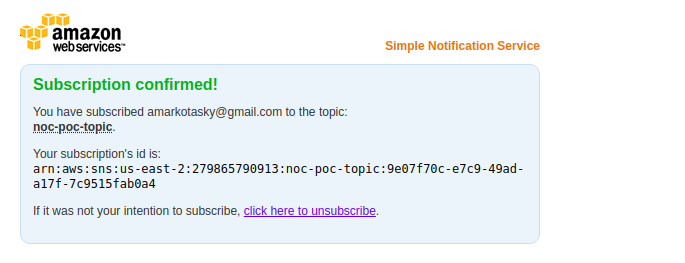 amazon
web services™
Simple Notification Service
Subscription confirmed!
You have subscribed amarkotasky@gmail.com to the topic:
noc-poc-topic.
Your subscription's id is:
arn:aws:sns:us-east-2:279865790913:noc-poc-topic:9e07f70c-e7c9-49ad-
a17f-7c9515fab0a4
If it was not your intention to subscribe, click here to unsubscribe.